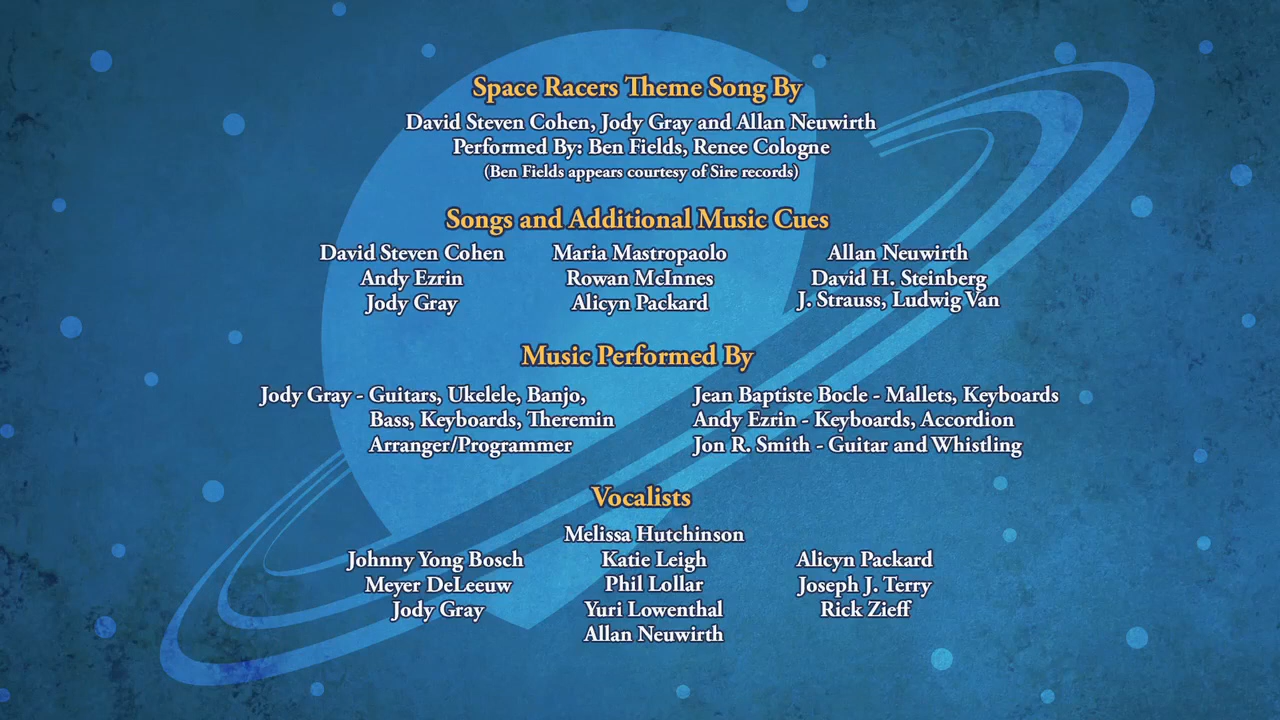 Space Racers Theme Song By
David Steven Cohen, Jody Gray and Allan Neuwirth
Performed By: Ben Fields, Renee Cologne
(Ben Fields appears courtesy of Sire records)
Songs and Additional Music Cues
David Steven Cohen Maria Mastropaolo Allan Neuwirth
Andy Ezrin Rowan McInnes David H. Steinberg
Jody Gray Alicyn Packard J. Strauss, Ludwig Van
Music Performed By
Jody Gray - Guitars, Ukelele, Banjo, Jean Baptiste Bocle - Mallets, Keyboards
Bass, Keyboards, Theremin Andy Ezrin - Keyboards, Accordion
Arranger/Programmer Jon R. Smith - Guitar and Whistling
Vocalists
Melissa Hutchinson
Johnny Yong Bosch Katie Leigh Alicyn Packard
Meyer DeLeeuw Phil Lollar Joseph J. Terry
Jody Gray Yuri Lowenthal Rick Zieff
Allan Neuwirth